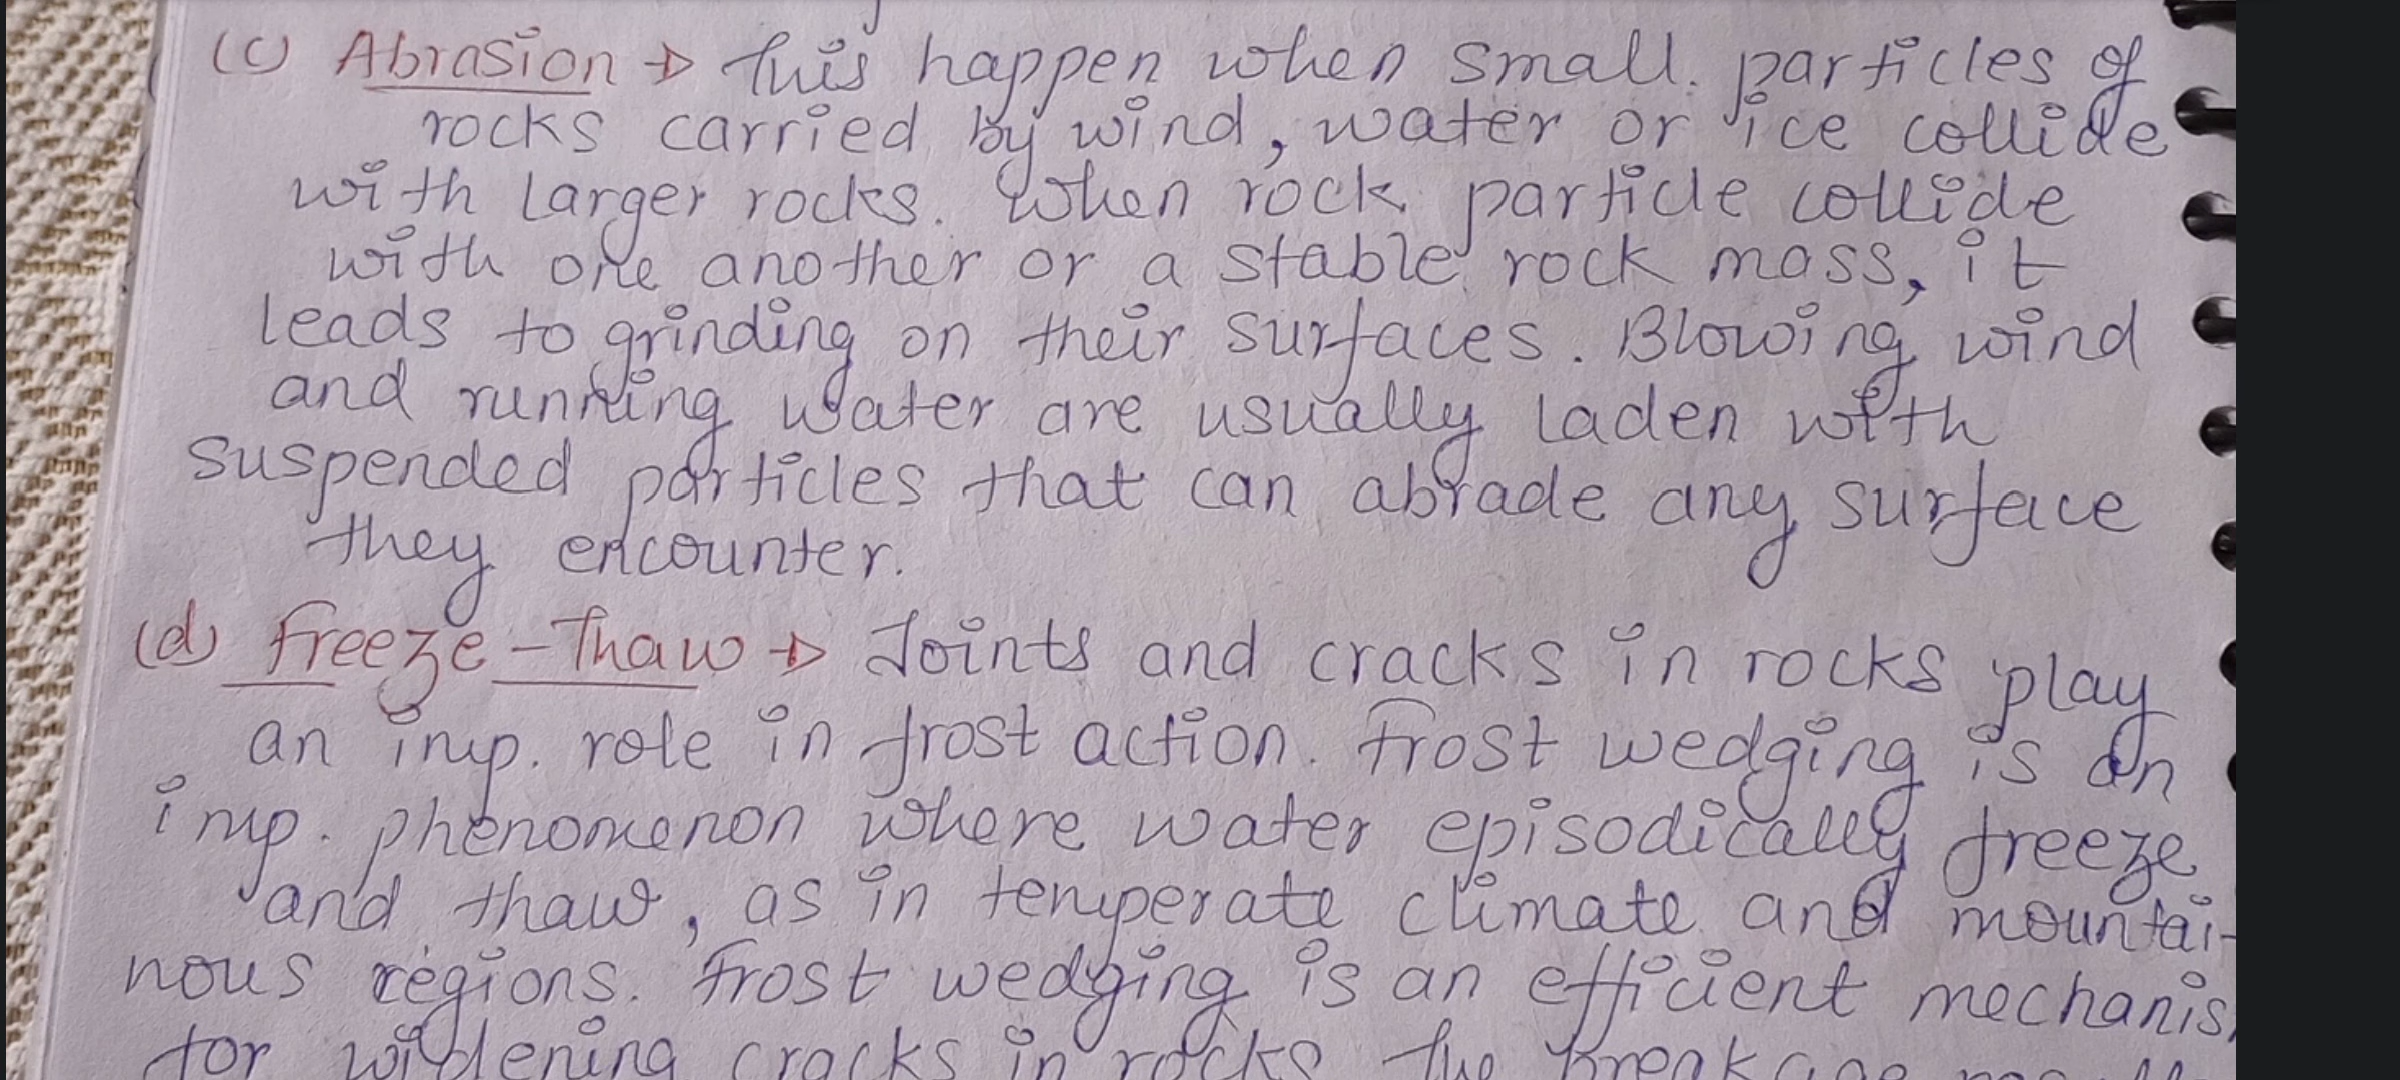 (c) Abrasion → This happen when small particles of
rocks carried by wind, water or ice collide
with larger rocks. When rock particle collide
with one another or a stable rock mass, it
leads to grinding on their surfaces. Blowing wind
and running water are usually laden with
suspended particles that can abrade any surface
they encounter.
(d) Freeze-Thaw → Joints and cracks in rocks play
an imp. role in frost action. Frost wedging is an
imp. phenomenon where water episodically freeze
and thaw, as in temperate climate and mountai-
nous regions. Frost wedging is an efficient mechanis
for widening cracks in rocks The breakage